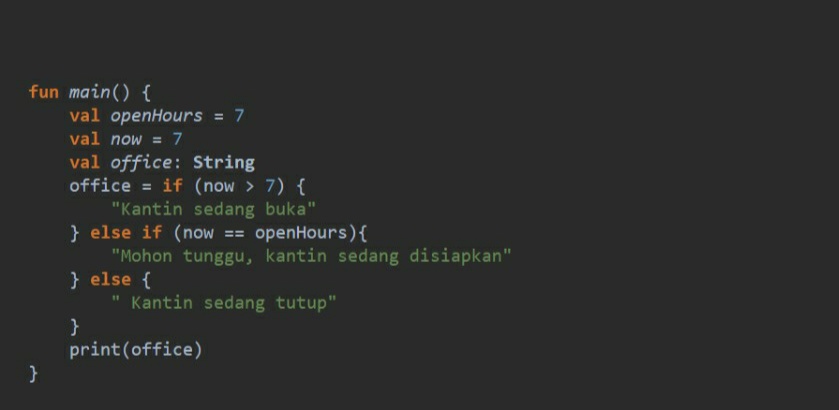 fun main() {
    val openHours = 7
    val now = 7
    val office: String
    office = if (now > 7) {
        "Kantin sedang buka"
    } else if (now == openHours){
        "Mohon tunggu, kantin sedang disiapkan"
    } else {
        " Kantin sedang tutup"
    }
    print(office)
}